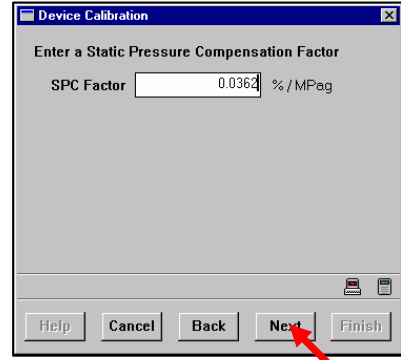 Device Calibration
Enter a Static Pressure Compensation Factor
SPC Factor 0.0362 % / MPag
Help Cancel Back Next Finish